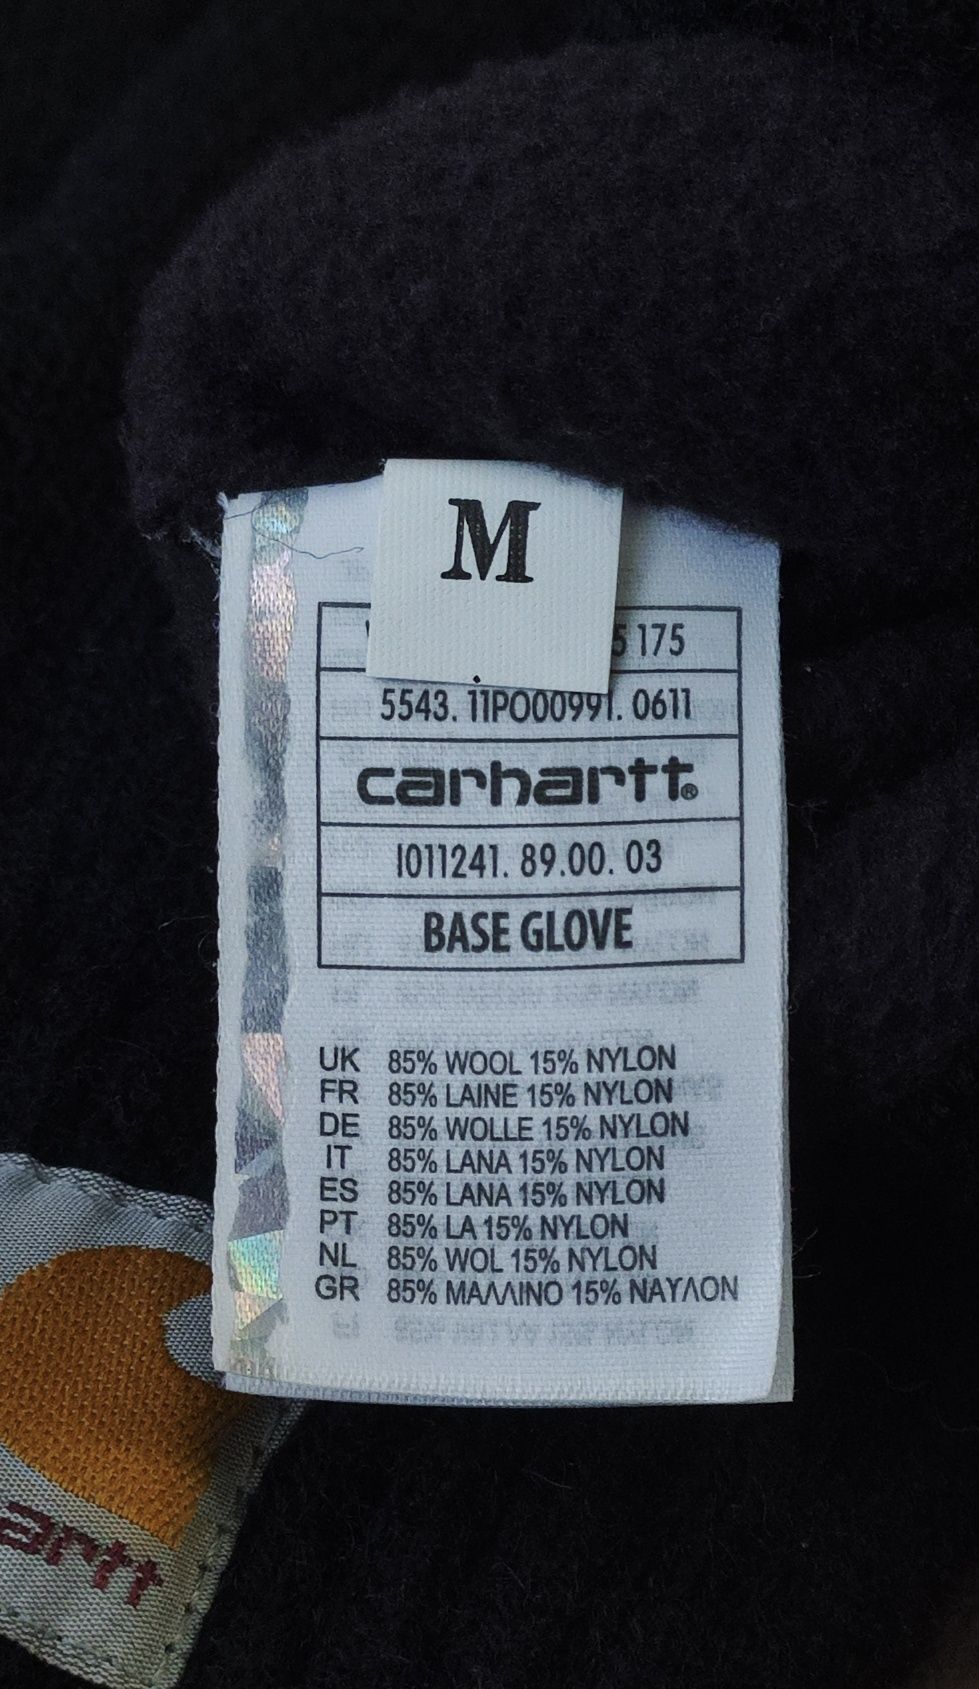 M
5 175
5543. 11PO00991. 0611
carhartt®
I011241. 89.00. 03
BASE GLOVE
UK 85% WOOL 15% NYLON
FR 85% LAINE 15% NYLON
DE 85% WOLLE 15% NYLON
IT 85% LANA 15% NYLON
ES 85% LANA 15% NYLON
PT 85% LA 15% NYLON
NL 85% WOL 15% NYLON
GR 85% ΜΑΛΛΙΝΟ 15% ΝΑΥΛΟΝ
artt